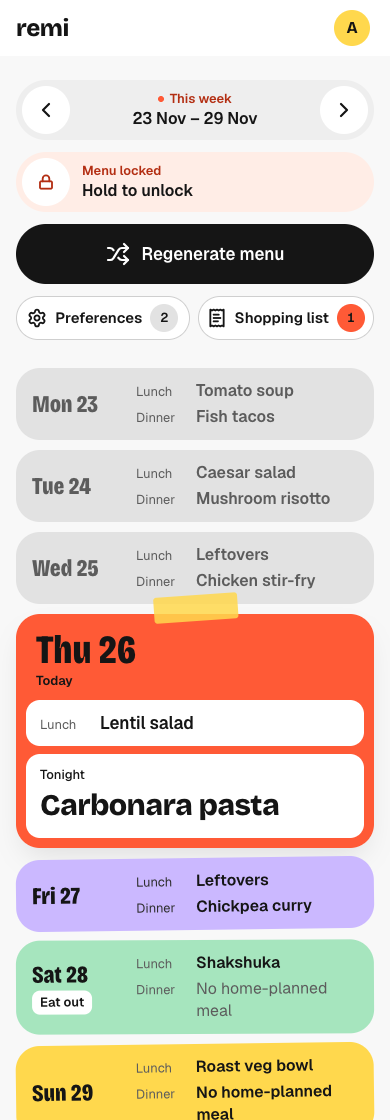 remi
A
This week
23 Nov – 29 Nov
Menu locked
Hold to unlock
Regenerate menu
Preferences 2
Shopping list 1
Mon 23
Lunch Tomato soup
Dinner Fish tacos
Tue 24
Lunch Caesar salad
Dinner Mushroom risotto
Wed 25
Lunch Leftovers
Dinner Chicken stir-fry
Thu 26
Today
Lunch Lentil salad
Tonight
Carbonara pasta
Fri 27
Lunch Leftovers
Dinner Chickpea curry
Sat 28
Eat out
Lunch Shakshuka
Dinner No home-planned
meal
Sun 29
Lunch Roast veg bowl
Dinner No home-planned
meal